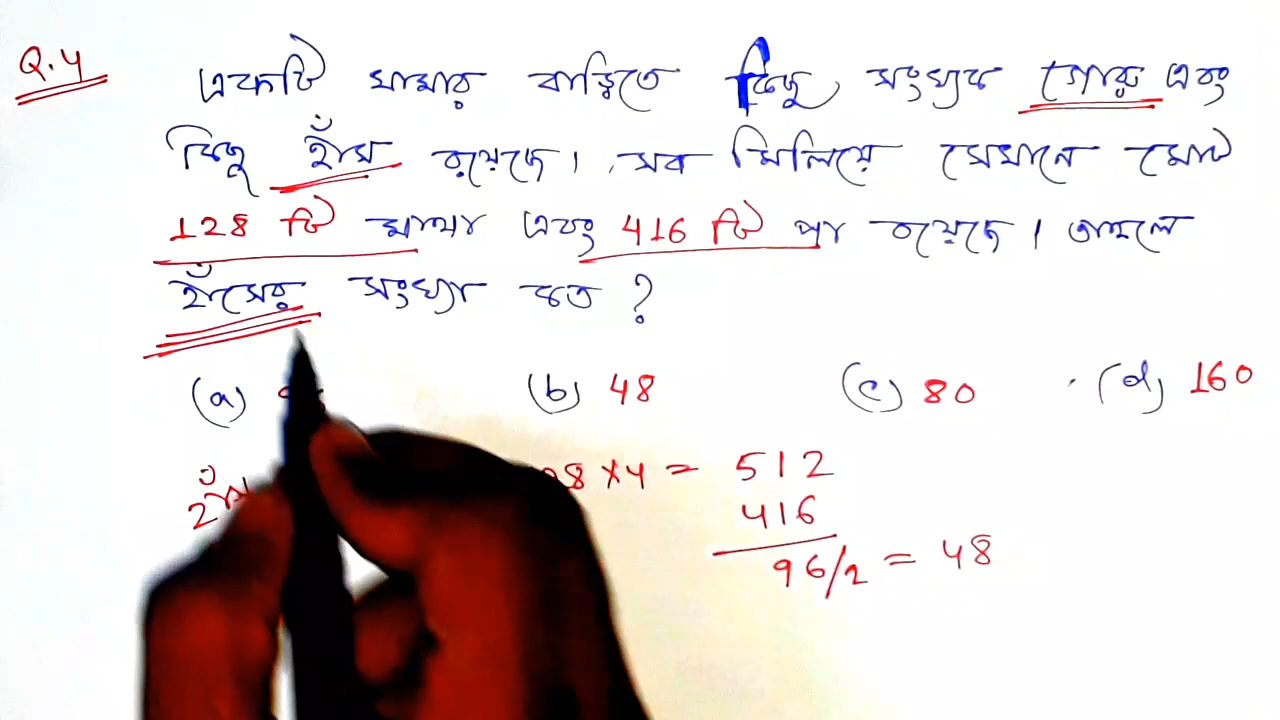 Q.4 একটি মামার বাড়িতে কিছু সংখ্যক গোরু এবং
কিছু হাঁস রয়েছে। সব মিলিয়ে সেখানে মোট
128 টি মাথা এবং 416 টি পা রয়েছে। তাহলে
হাঁসের সংখ্যা কত ?
(a) (b) 48 (c) 80 (d) 160
হাঁস ×4 = 512
416
96/2 = 48